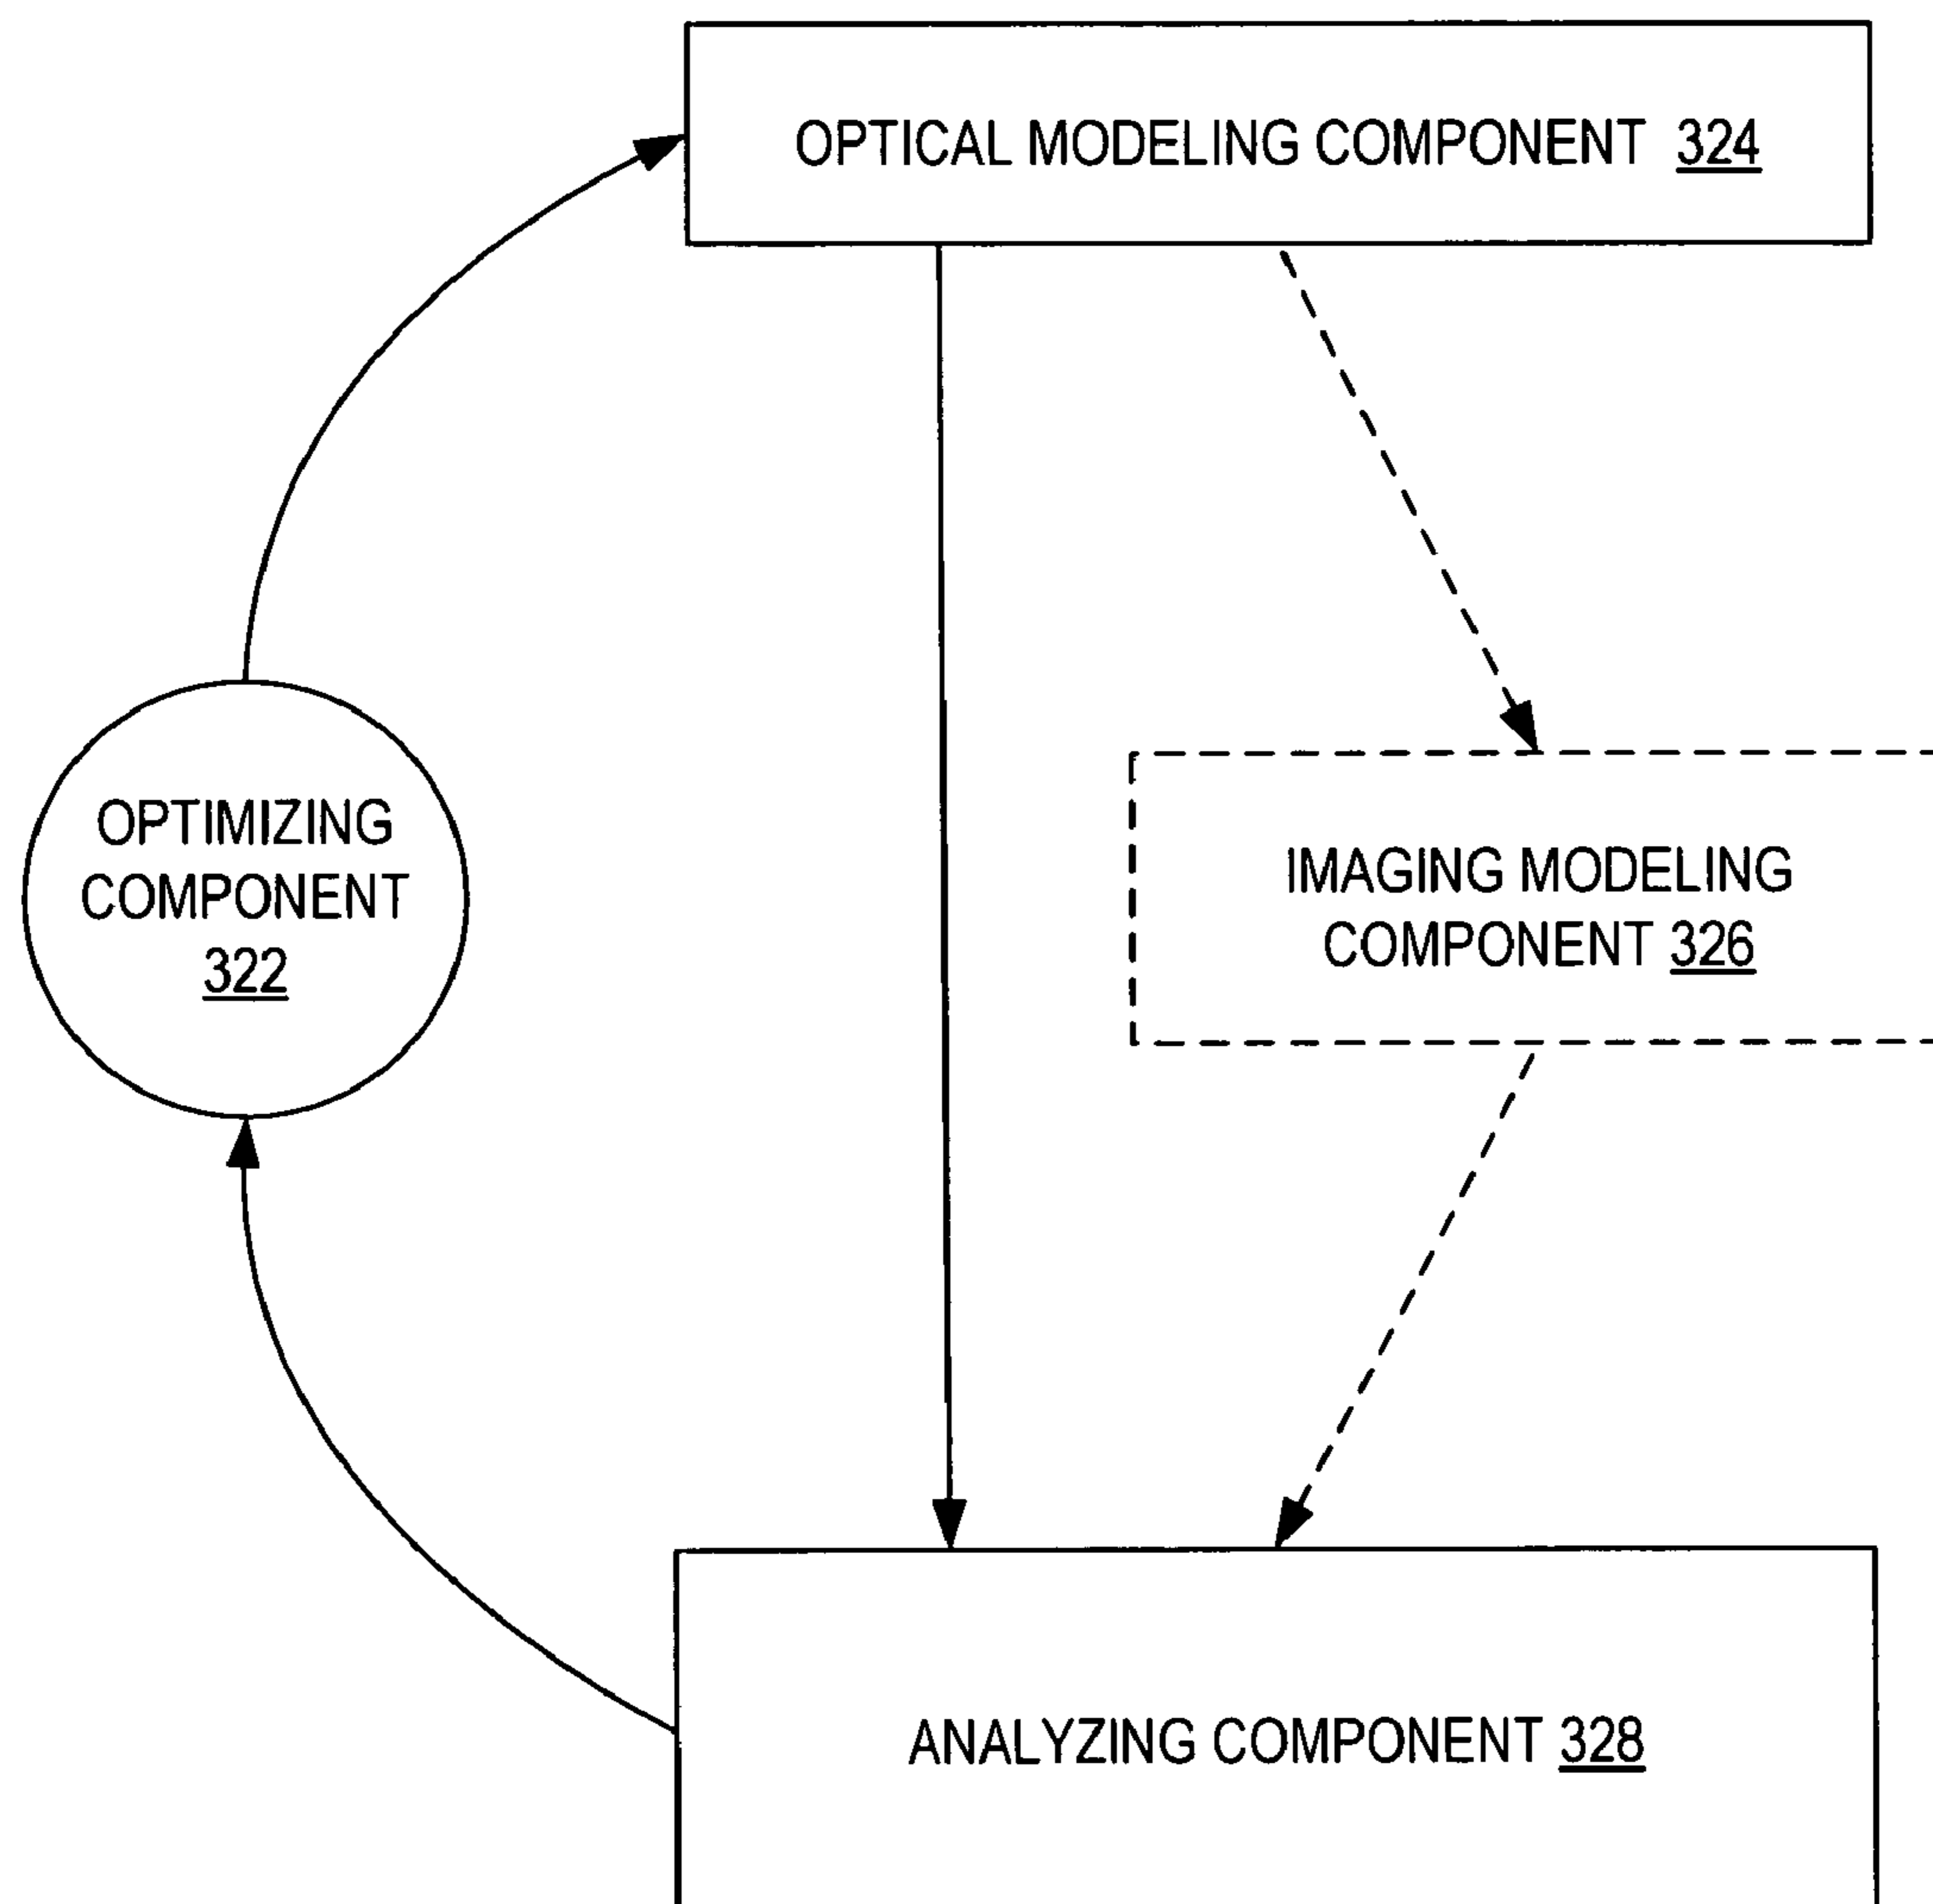 OPTICAL MODELING COMPONENT 324
OPTIMIZING
COMPONENT
322
IMAGING MODELING
COMPONENT 326
ANALYZING COMPONENT 328